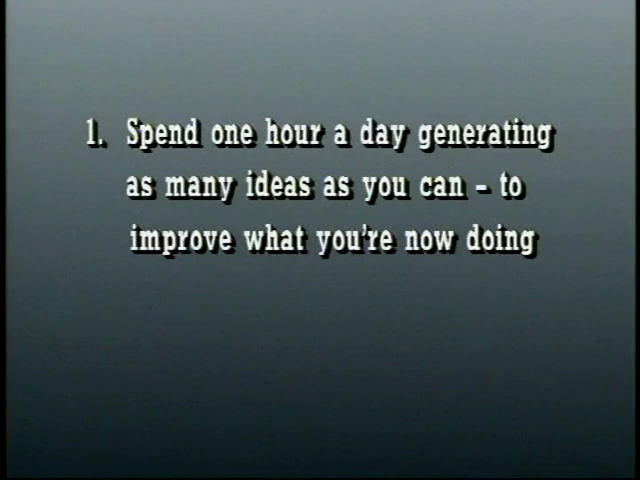 1. Spend one hour a day generating
as many ideas as you can – to
improve what you're now doing